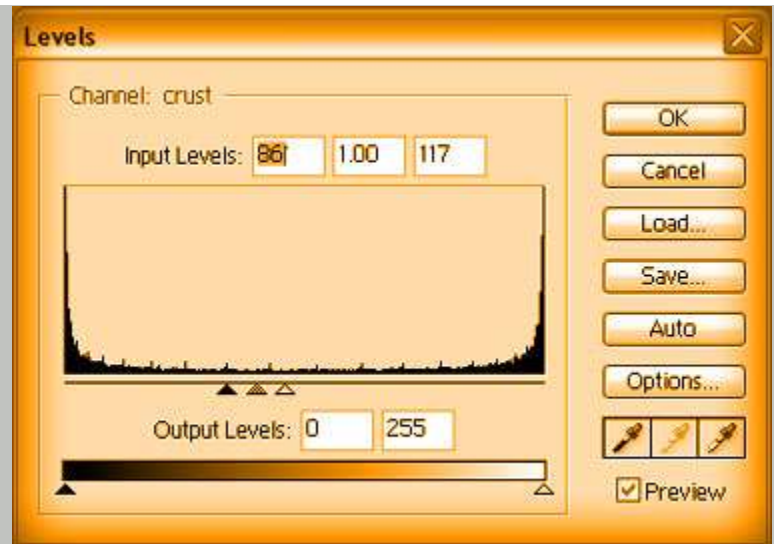 Levels
Channel: crust
Input Levels: 86 1.00 117
Output Levels: 0 255
OK
Cancel
Load...
Save...
Auto
Options...
Preview